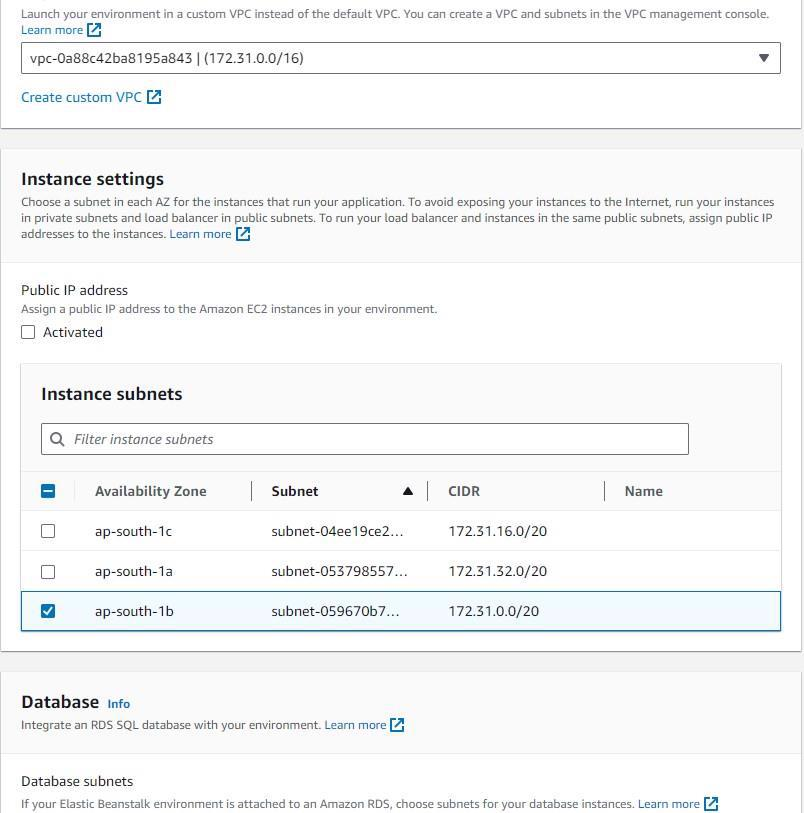 Launch your environment in a custom VPC instead of the default VPC. You can create a VPC and subnets in the VPC management console.
Learn more
vpc-0a88c42ba8195a843 | (172.31.0.0/16)
Create custom VPC
Instance settings
Choose a subnet in each AZ for the instances that run your application. To avoid exposing your instances to the Internet, run your instances
in private subnets and load balancer in public subnets. To run your load balancer and instances in the same public subnets, assign public IP
addresses to the instances. Learn more
Public IP address
Assign a public IP address to the Amazon EC2 instances in your environment.
Activated
Instance subnets
Filter instance subnets
Availability Zone Subnet CIDR Name
ap-south-1c subnet-04ee19ce2... 172.31.16.0/20
ap-south-1a subnet-053798557... 172.31.32.0/20
ap-south-1b subnet-059670b7... 172.31.0.0/20
Database Info
Integrate an RDS SQL database with your environment. Learn more
Database subnets
If your Elastic Beanstalk environment is attached to an Amazon RDS, choose subnets for your database instances. Learn more